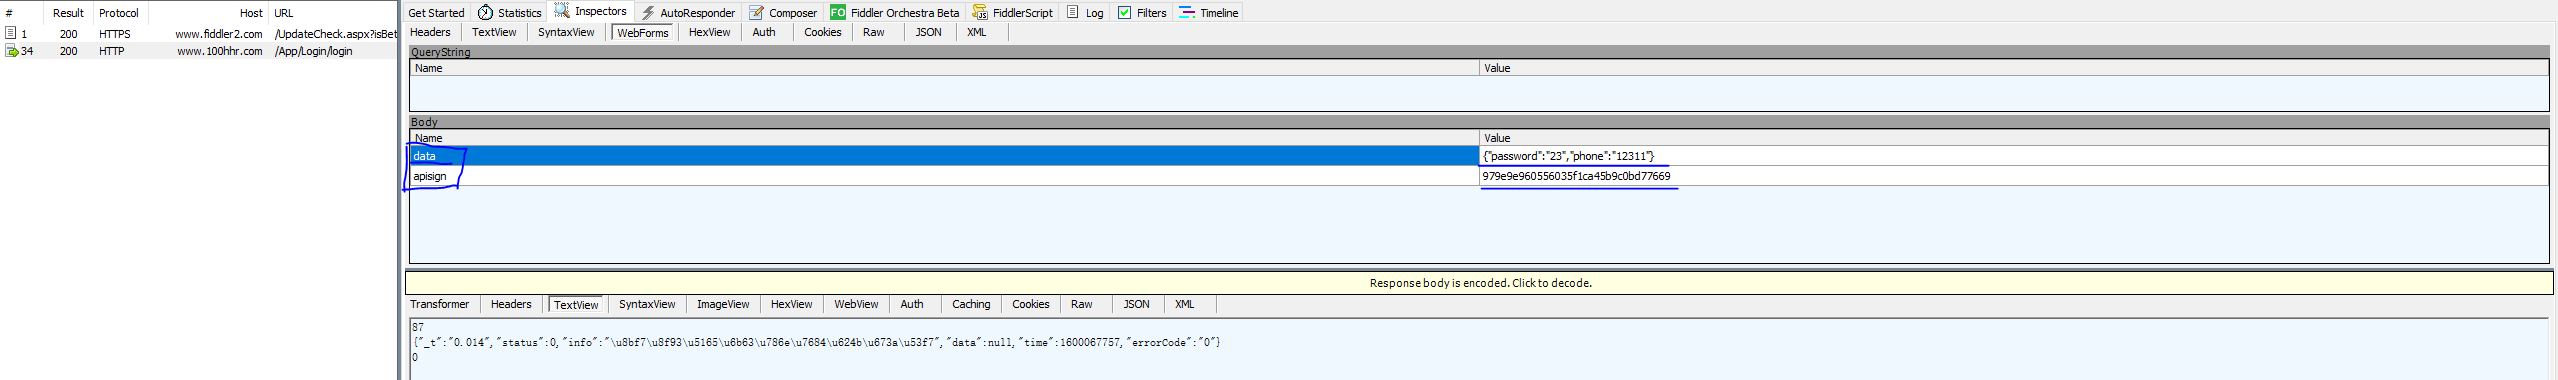 # Result Protocol Host URL
1 200 HTTPS www.fiddler2.com /UpdateCheck.aspx?isBet
34 200 HTTP www.100hhr.com /App/Login/login
Get Started Statistics Inspectors AutoResponder Composer FO Fiddler Orchestra Beta JS FiddlerScript Log Filters Timeline
Headers TextView SyntaxView WebForms HexView Auth Cookies Raw JSON XML
QueryString
Name Value
Body
Name Value
data {"password":"23","phone":"12311"}
apisign 979e9e960556035f1ca45b9c0bd77669
Response body is encoded. Click to decode.
Transformer Headers TextView SyntaxView ImageView HexView WebView Auth Caching Cookies Raw JSON XML
87
{"_t":"0.014","status":0,"info":"\u8bf7\u8f93\u5165\u6b63\u786e\u7684\u624b\u673a\u53f7","data":null,"time":1600067757,"errorCode":"0"}
0